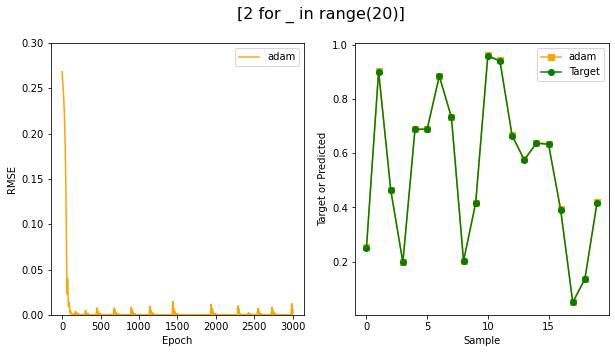 [2 for _ in range(20)]
0.30
0.25
0.20
0.15
0.10
0.05
0.00
RMSE
0 500 1000 1500 2000 2500 3000
Epoch
adam
1.0
0.8
0.6
0.4
0.2
Target or Predicted
0 5 10 15
Sample
adam
Target